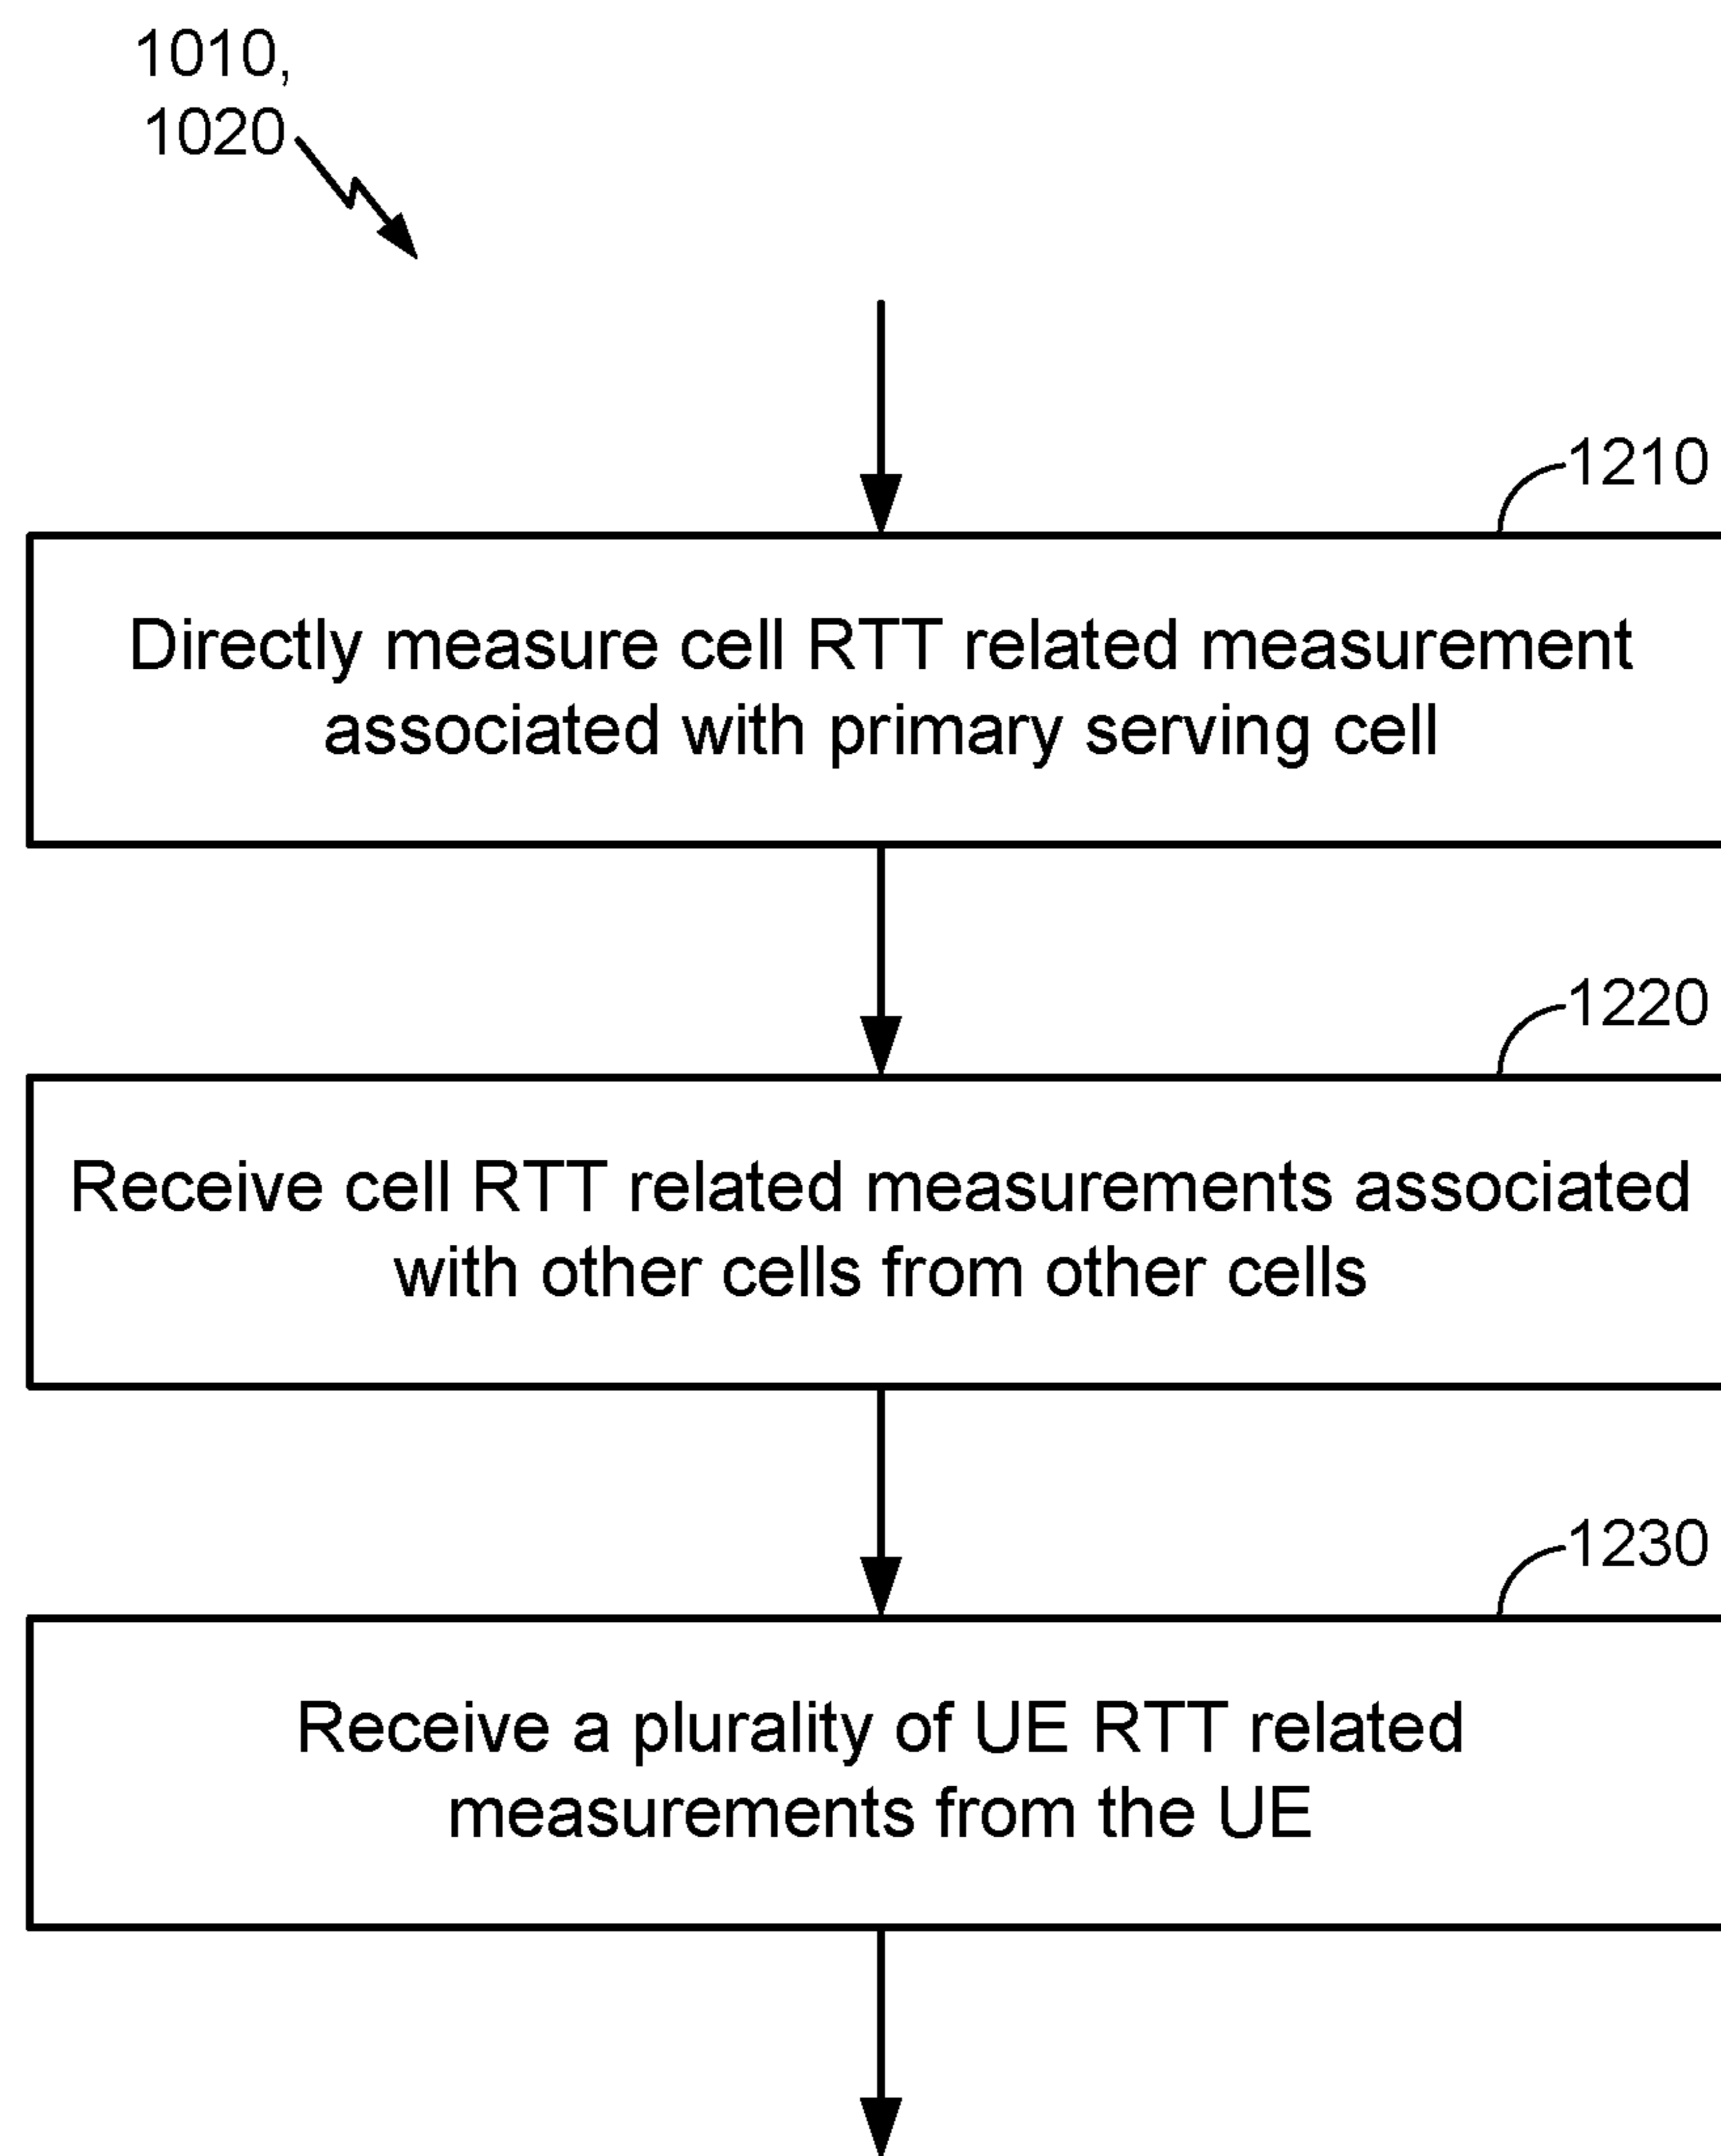 1010,
1020
1210
Directly measure cell RTT related measurement
associated with primary serving cell
1220
Receive cell RTT related measurements associated
with other cells from other cells
1230
Receive a plurality of UE RTT related
measurements from the UE